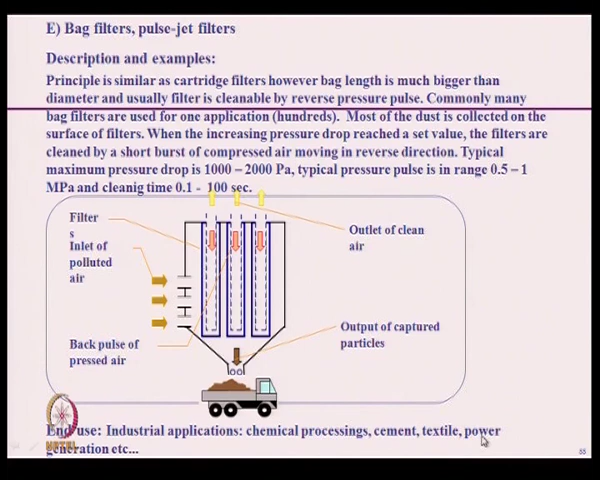 E) Bag filters, pulse-jet filters
Description and examples:
Principle is similar as cartridge filters however bag length is much bigger than
diameter and usually filter is cleanable by reverse pressure pulse. Commonly many
bag filters are used for one application (hundreds).  Most of the dust is collected on the
surface of filters. When the increasing pressure drop reached a set value, the filters are
cleaned by a short burst of compressed air moving in reverse direction. Typical
maximum pressure drop is 1000 – 2000 Pa, typical pressure pulse is in range 0.5 – 1
MPa and cleanig time 0.1 -  100 sec.
Filter
s
Inlet of
polluted
air
Outlet of clean
air
Output of captured
particles
Back pulse of
pressed air
End use: Industrial applications: chemical processings, cement, textile, power
generation etc...
NPTEL
55